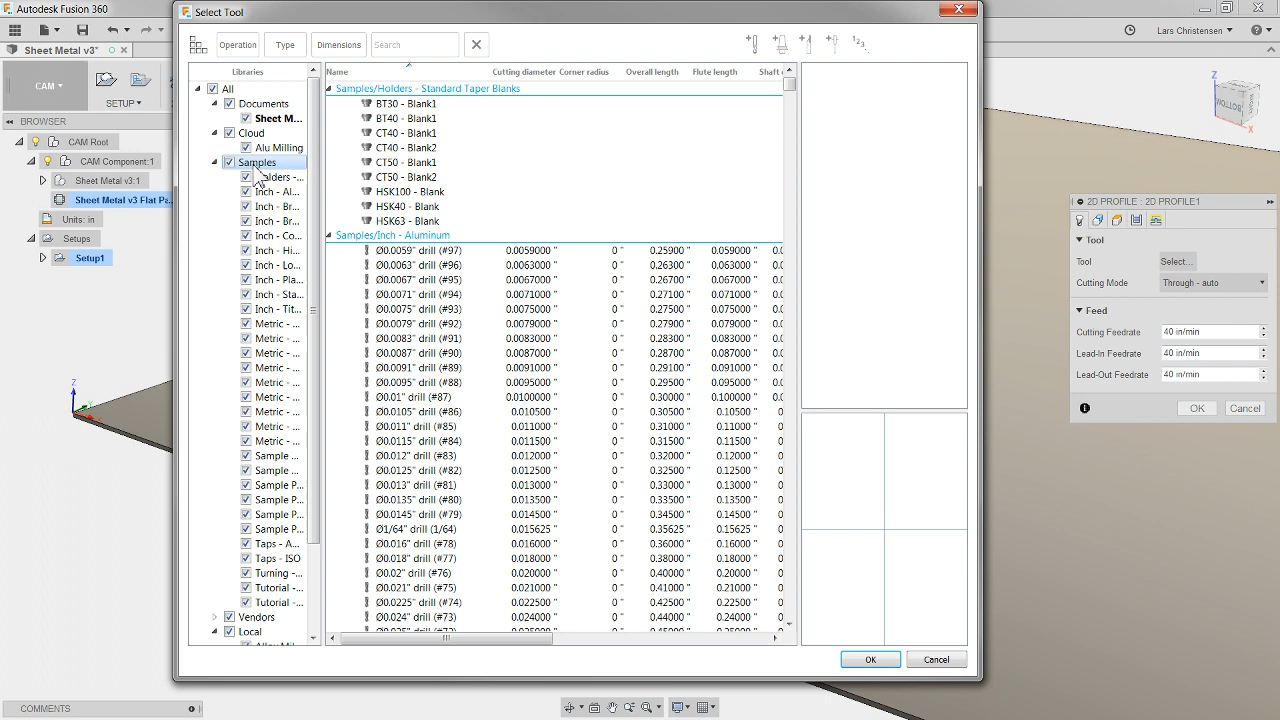 Autodesk Fusion 360
Select Tool
Lars Christensen
Sheet Metal v3*
CAM
SETUP
BROWSER
CAM Root
CAM Component:1
Sheet Metal v3:1
Sheet Metal v3 Flat Pa...
Units: in
Setups
Setup1
Operation
Type
Dimensions
Search
Libraries
All
Documents
Sheet M...
Cloud
Alu Milling
Samples
Inch - Al...
Inch - Br...
Inch - Br...
Inch - Co...
Inch - Hi...
Inch - Lo...
Inch - Pla...
Inch - Sta...
Inch - Tit...
Metric - ...
Metric - ...
Metric - ...
Metric - ...
Metric - ...
Metric - ...
Metric - ...
Metric - ...
Metric - ...
Sample ...
Sample ...
Sample P...
Sample P...
Sample P...
Sample P...
Taps - A...
Taps - ISO
Turning -...
Tutorial -...
Tutorial -...
Vendors
Local
Name Cutting diameter Corner radius Overall length Flute length
Samples/Holders - Standard Taper Blanks
BT30 - Blank1
BT40 - Blank1
CT40 - Blank1
CT40 - Blank2
CT50 - Blank1
CT50 - Blank2
HSK100 - Blank
HSK40 - Blank
HSK63 - Blank
Samples/Inch - Aluminum
Ø0.0059" drill (#97) 0.0059000 " 0 " 0.25900 " 0.059000 "
Ø0.0063" drill (#96) 0.0063000 " 0 " 0.26300 " 0.063000 "
Ø0.0067" drill (#95) 0.0067000 " 0 " 0.26700 " 0.067000 "
Ø0.0071" drill (#94) 0.0071000 " 0 " 0.27100 " 0.071000 "
Ø0.0075" drill (#93) 0.0075000 " 0 " 0.27500 " 0.075000 "
Ø0.0079" drill (#92) 0.0079000 " 0 " 0.27900 " 0.079000 "
Ø0.0083" drill (#91) 0.0083000 " 0 " 0.28300 " 0.083000 "
Ø0.0087" drill (#90) 0.0087000 " 0 " 0.28700 " 0.087000 "
Ø0.0091" drill (#89) 0.0091000 " 0 " 0.29100 " 0.091000 "
Ø0.0095" drill (#88) 0.0095000 " 0 " 0.29500 " 0.095000 "
Ø0.01" drill (#87) 0.0100000 " 0 " 0.30000 " 0.100000 "
Ø0.0105" drill (#86) 0.010500 " 0 " 0.30500 " 0.10500 "
Ø0.011" drill (#85) 0.011000 " 0 " 0.31000 " 0.11000 "
Ø0.0115" drill (#84) 0.011500 " 0 " 0.31500 " 0.11500 "
Ø0.012" drill (#83) 0.012000 " 0 " 0.32000 " 0.12000 "
Ø0.0125" drill (#82) 0.012500 " 0 " 0.32500 " 0.12500 "
Ø0.013" drill (#81) 0.013000 " 0 " 0.33000 " 0.13000 "
Ø0.0135" drill (#80) 0.013500 " 0 " 0.33500 " 0.13500 "
Ø0.0145" drill (#79) 0.014500 " 0 " 0.34500 " 0.14500 "
Ø1/64" drill (1/64) 0.015625 " 0 " 0.35625 " 0.15625 "
Ø0.016" drill (#78) 0.016000 " 0 " 0.36000 " 0.16000 "
Ø0.018" drill (#77) 0.018000 " 0 " 0.38000 " 0.18000 "
Ø0.02" drill (#76) 0.020000 " 0 " 0.40000 " 0.20000 "
Ø0.021" drill (#75) 0.021000 " 0 " 0.41000 " 0.21000 "
Ø0.0225" drill (#74) 0.022500 " 0 " 0.42500 " 0.22500 "
Ø0.024" drill (#73) 0.024000 " 0 " 0.44000 " 0.24000 "
OK
Cancel
Z
BOTTOM
X
2D PROFILE : 2D PROFILE1
Tool
Tool Select...
Cutting Mode Through - auto
Feed
Cutting Feedrate 40 in/min
Lead-In Feedrate 40 in/min
Lead-Out Feedrate 40 in/min
OK Cancel
Z
COMMENTS